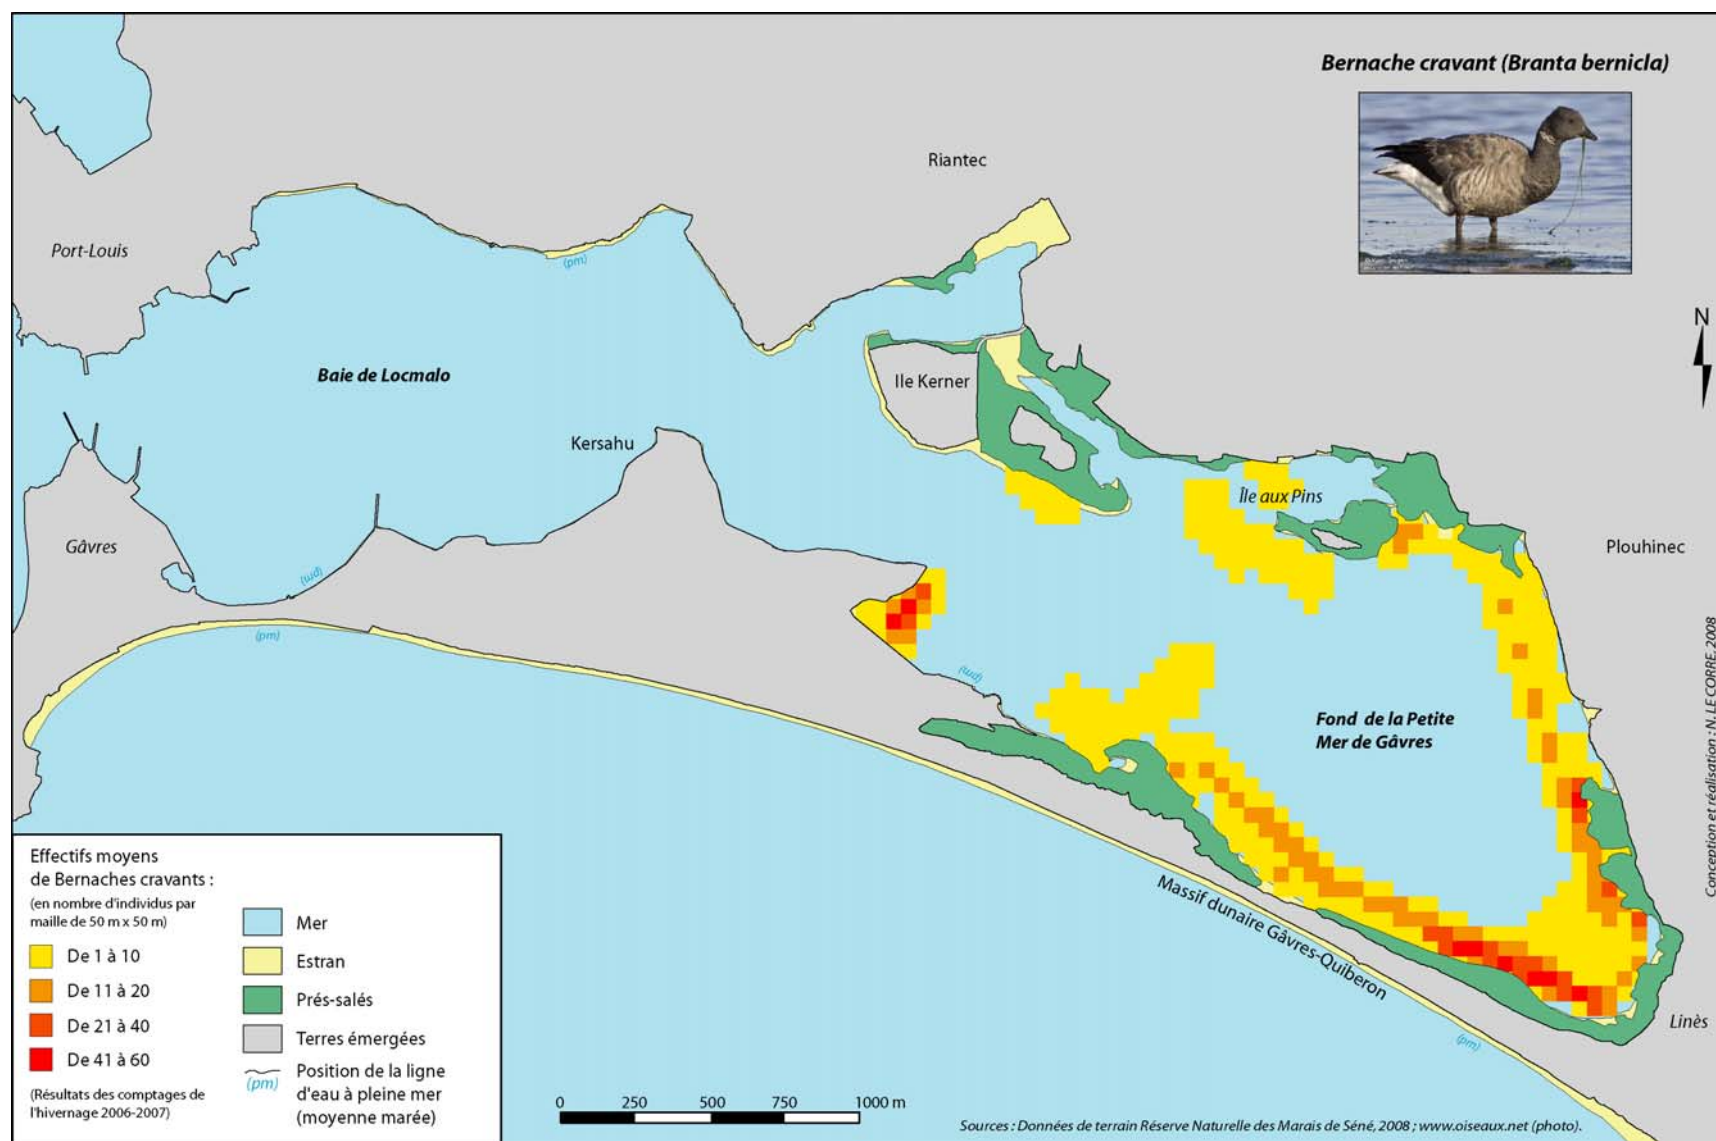 Bernache cravant (Branta bernicla)
Riantec
Port-Louis
(pm)
N
Baie de Locmalo
Ile Kerner
Kersahu
Île aux Pins
Gâvres
Plouhinec
(pm)
(pm)
(pm)
Fond de la Petite
Mer de Gâvres
Massif dunaire Gâvres-Quiberon
Linès
(pm)
Effectifs moyens
de Bernaches cravants :
(en nombre d'individus par
maille de 50 m x 50 m)
De 1 à 10
De 11 à 20
De 21 à 40
De 41 à 60
(Résultats des comptages de
l'hivernage 2006-2007)
Mer
Estran
Prés-salés
Terres émergées
(pm)
Position de la ligne
d'eau à pleine mer
(moyenne marée)
0 250 500 750 1000 m
Sources : Données de terrain Réserve Naturelle des Marais de Séné, 2008 ; www.oiseaux.net (photo).
Conception et réalisation : N. LE CORRE, 2008